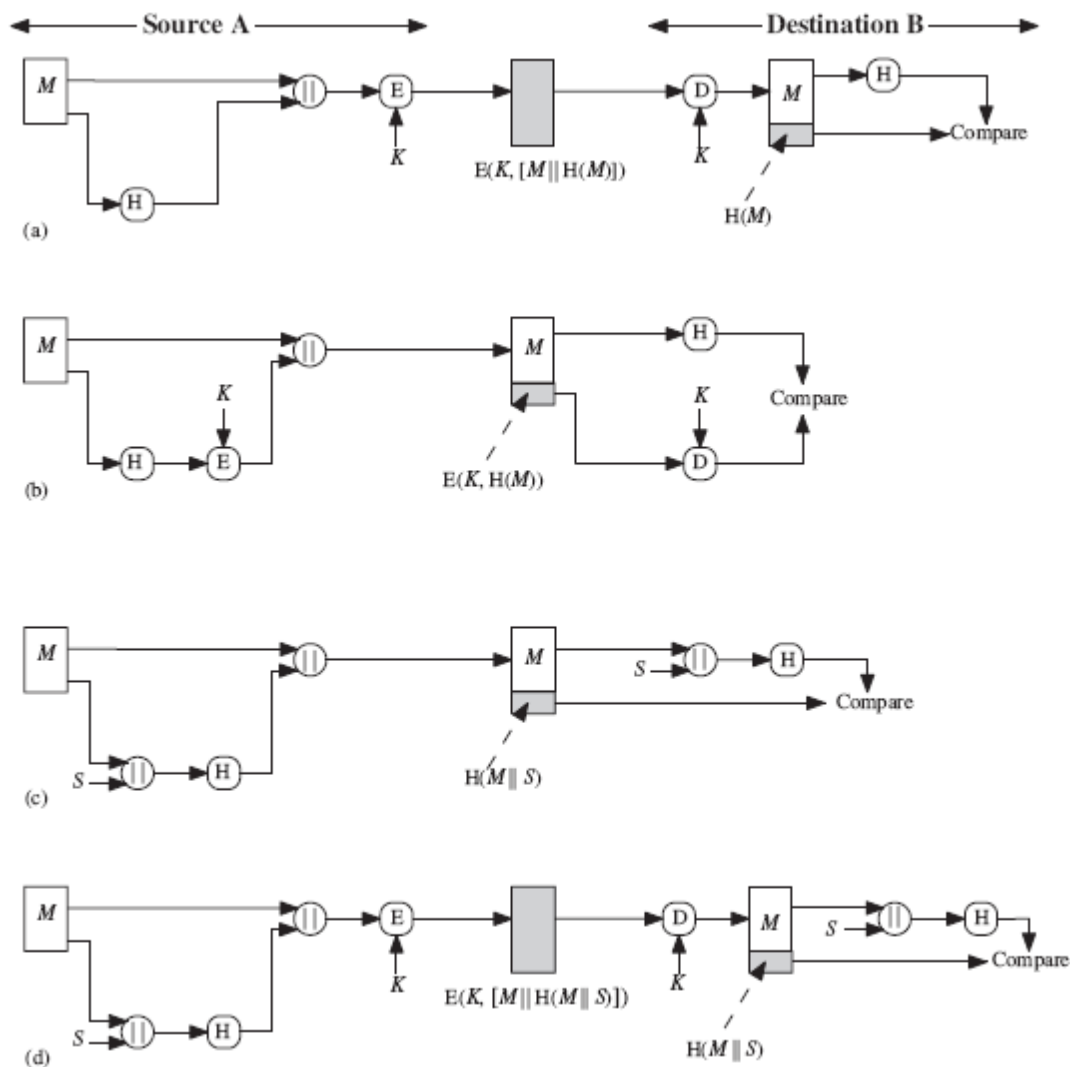 Source A Destination B
M || E D M H
K K Compare
E(K, [M || H(M)])
H
H(M)
(a)
M || M H
K K Compare
H E D
E(K, H(M))
(b)
M || M || H
S
Compare
S || H
H(M || S)
(c)
M || E D M || H
S
K K Compare
E(K, [M || H(M || S)])
S || H
H(M || S)
(d)